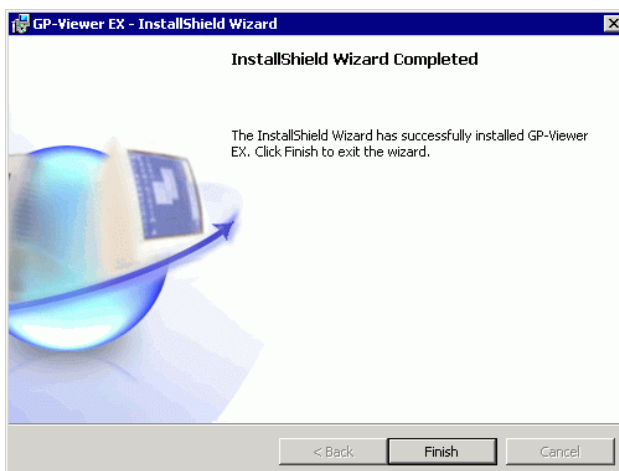 GP-Viewer EX - InstallShield Wizard
InstallShield Wizard Completed
The InstallShield Wizard has successfully installed GP-Viewer
EX. Click Finish to exit the wizard.
< Back Finish Cancel